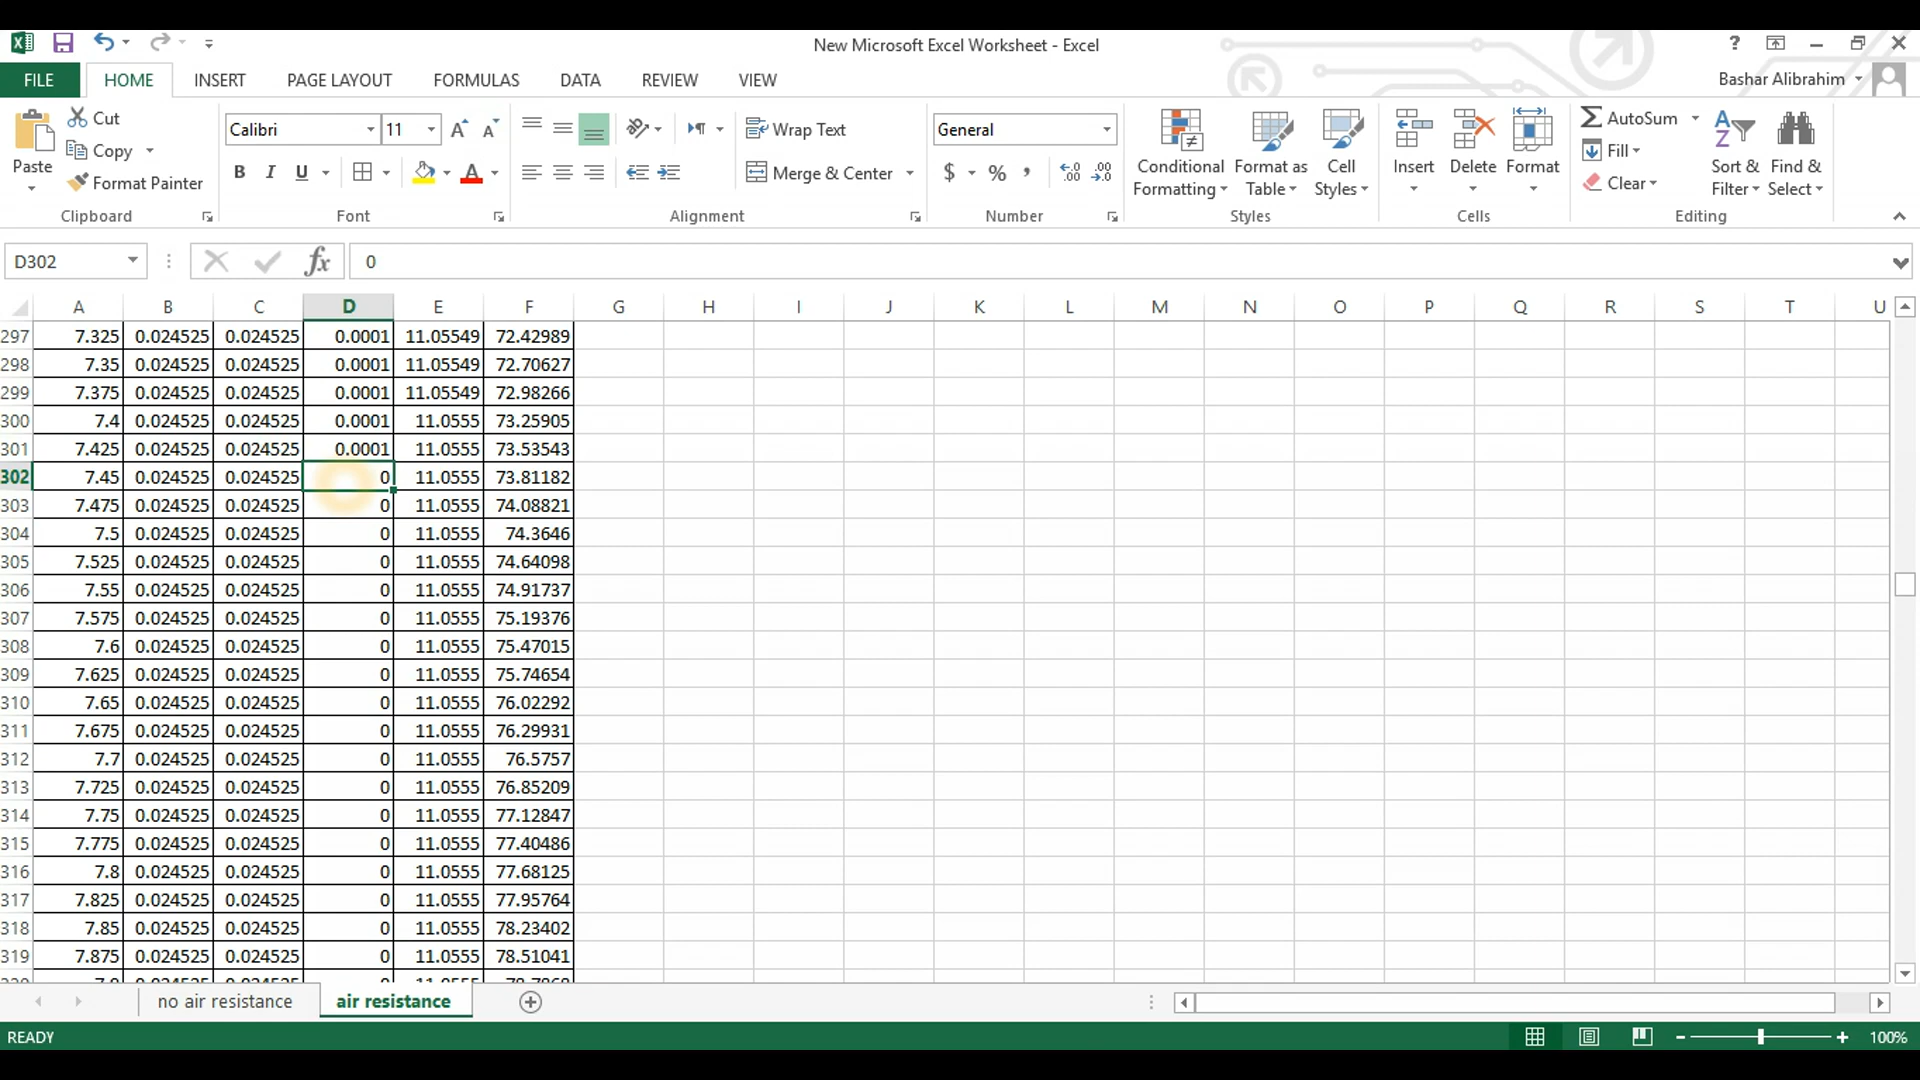 New Microsoft Excel Worksheet - Excel
?
Bashar Alibrahim
FILE HOME INSERT PAGE LAYOUT FORMULAS DATA REVIEW VIEW
Paste
Cut
Copy
Format Painter
Clipboard
Calibri 11
B I U A
Font
Wrap Text
Merge & Center
Alignment
General
$ % ,
Number
Conditional Formatting
Format as Table
Cell Styles
Styles
Insert Delete Format
Cells
AutoSum
Fill
Clear
Sort & Filter
Find & Select
Editing
D302 fx 0
A B C D E F G H I J K L M N O P Q R S T U
297 7.325 0.024525 0.024525 0.0001 11.05549 72.42989
298 7.35 0.024525 0.024525 0.0001 11.05549 72.70627
299 7.375 0.024525 0.024525 0.0001 11.05549 72.98266
300 7.4 0.024525 0.024525 0.0001 11.0555 73.25905
301 7.425 0.024525 0.024525 0.0001 11.0555 73.53543
302 7.45 0.024525 0.024525 0 11.0555 73.81182
303 7.475 0.024525 0.024525 0 11.0555 74.08821
304 7.5 0.024525 0.024525 0 11.0555 74.3646
305 7.525 0.024525 0.024525 0 11.0555 74.64098
306 7.55 0.024525 0.024525 0 11.0555 74.91737
307 7.575 0.024525 0.024525 0 11.0555 75.19376
308 7.6 0.024525 0.024525 0 11.0555 75.47015
309 7.625 0.024525 0.024525 0 11.0555 75.74654
310 7.65 0.024525 0.024525 0 11.0555 76.02292
311 7.675 0.024525 0.024525 0 11.0555 76.29931
312 7.7 0.024525 0.024525 0 11.0555 76.5757
313 7.725 0.024525 0.024525 0 11.0555 76.85209
314 7.75 0.024525 0.024525 0 11.0555 77.12847
315 7.775 0.024525 0.024525 0 11.0555 77.40486
316 7.8 0.024525 0.024525 0 11.0555 77.68125
317 7.825 0.024525 0.024525 0 11.0555 77.95764
318 7.85 0.024525 0.024525 0 11.0555 78.23402
319 7.875 0.024525 0.024525 0 11.0555 78.51041
no air resistance air resistance
READY 100%